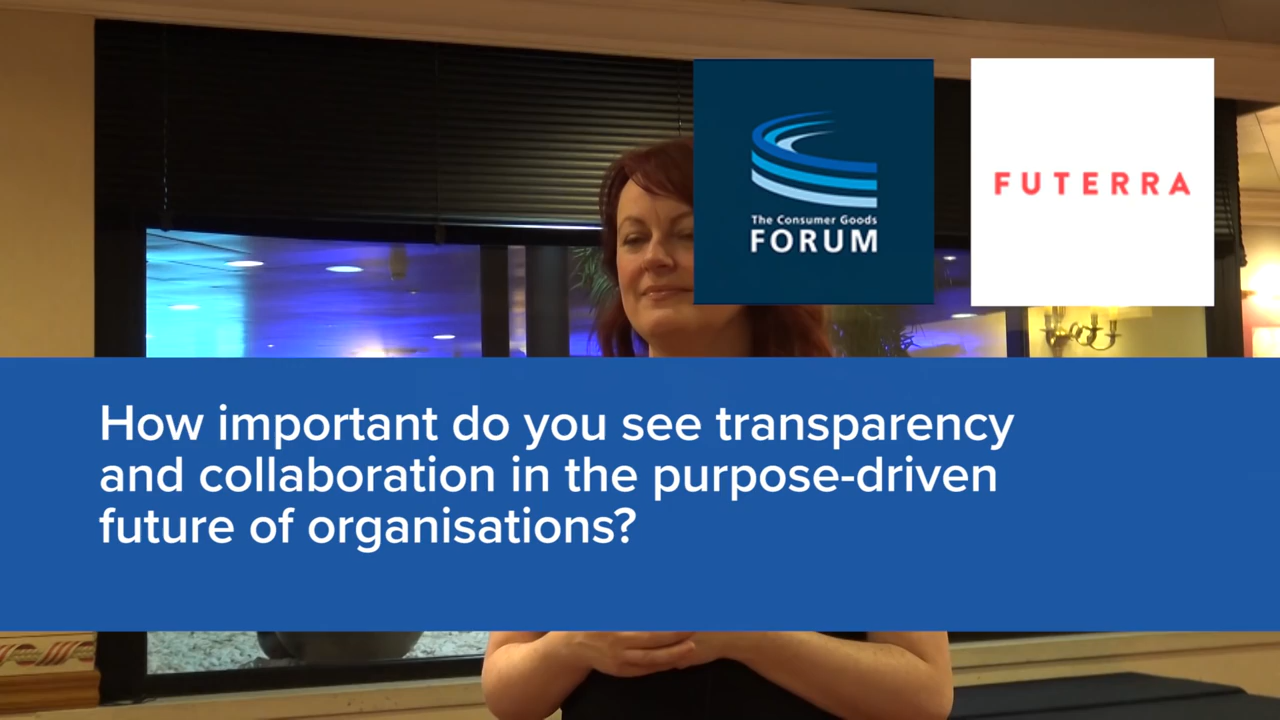 The Consumer Goods
FORUM
FUTERRA
How important do you see transparency
and collaboration in the purpose-driven
future of organisations?